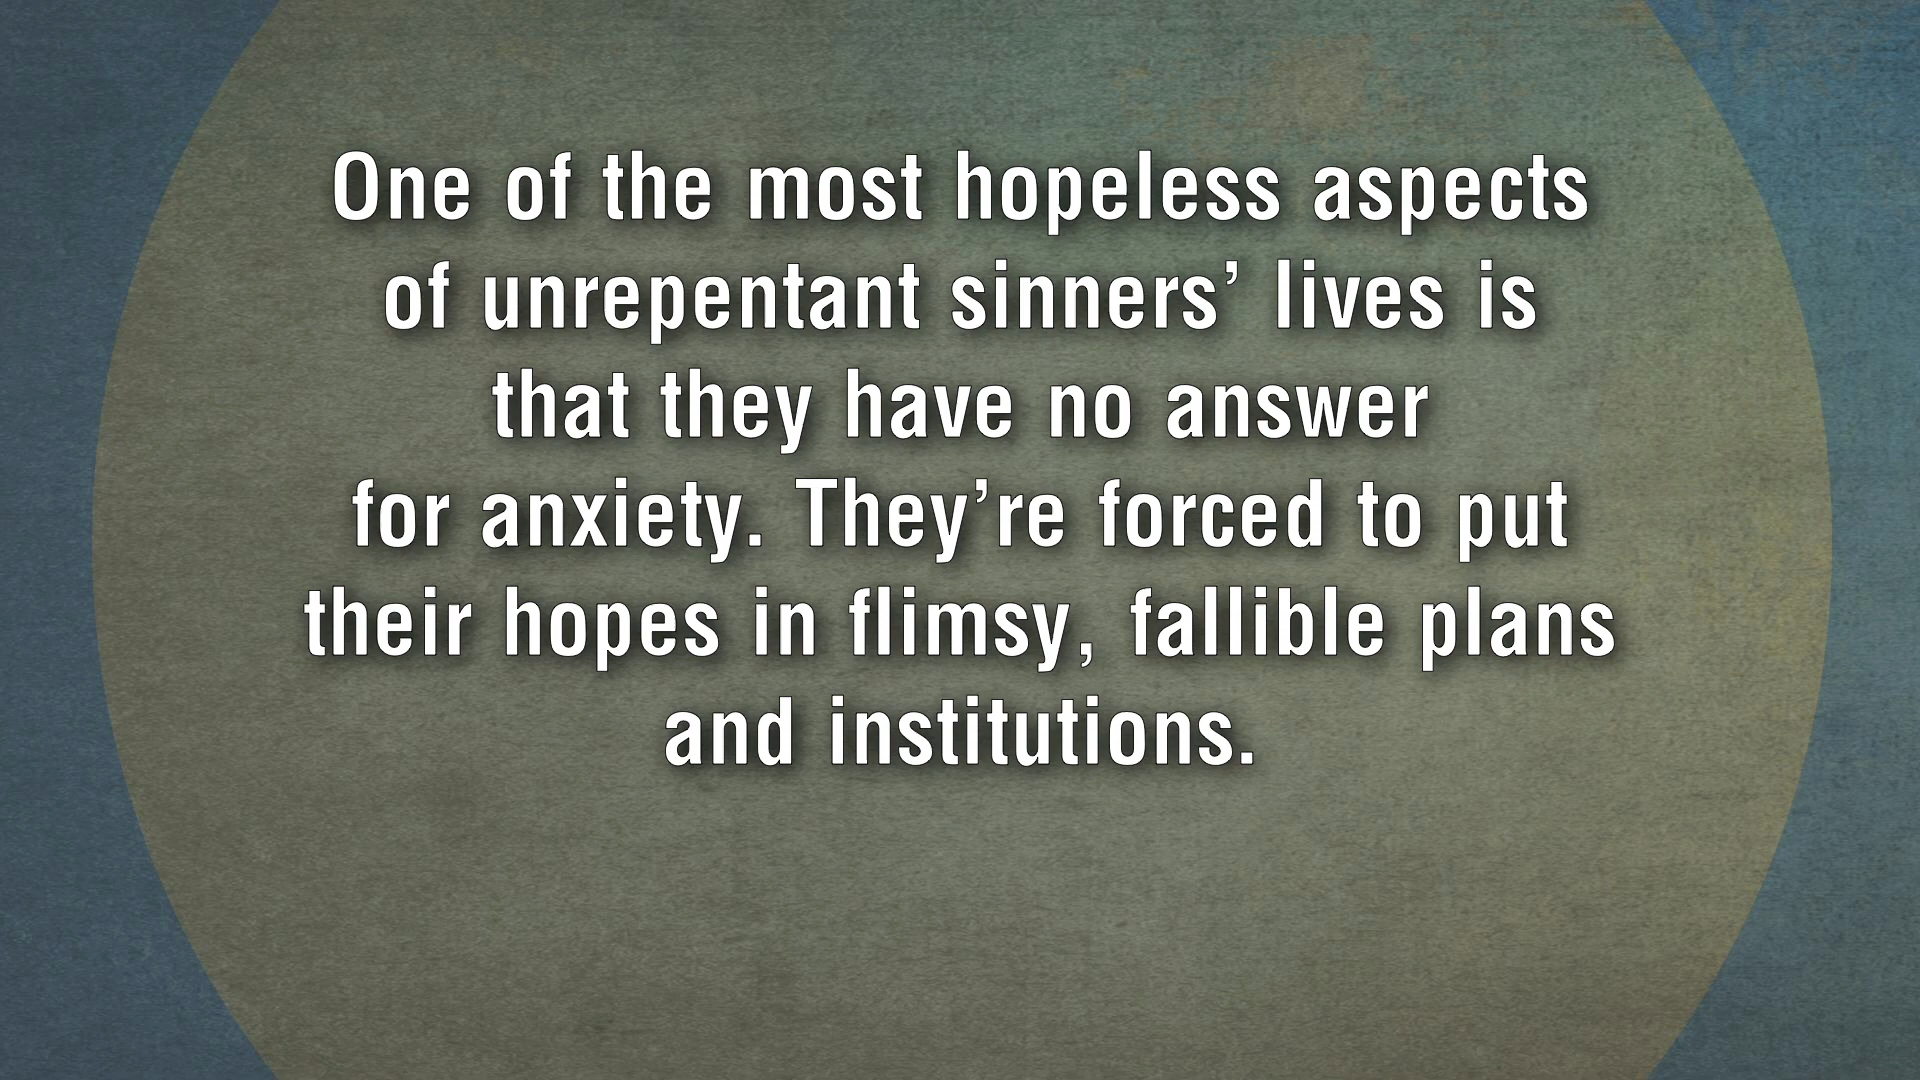 One of the most hopeless aspects
of unrepentant sinners’ lives is
that they have no answer
for anxiety. They’re forced to put
their hopes in flimsy, fallible plans
and institutions.